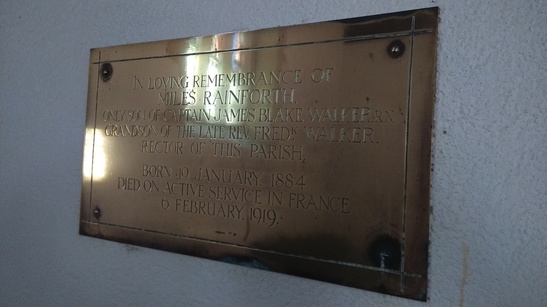 IN LOVING REMEMBRANCE OF
MILES RAINFORTH
ONLY SON OF CAPTAIN JAMES BLAKE WALKER R.N.
GRANDSON OF THE LATE REV. FREDK WALKER.
RECTOR OF THIS PARISH,
BORN 19 JANUARY 1884
DIED ON ACTIVE SERVICE IN FRANCE
6 FEBRUARY 1919.